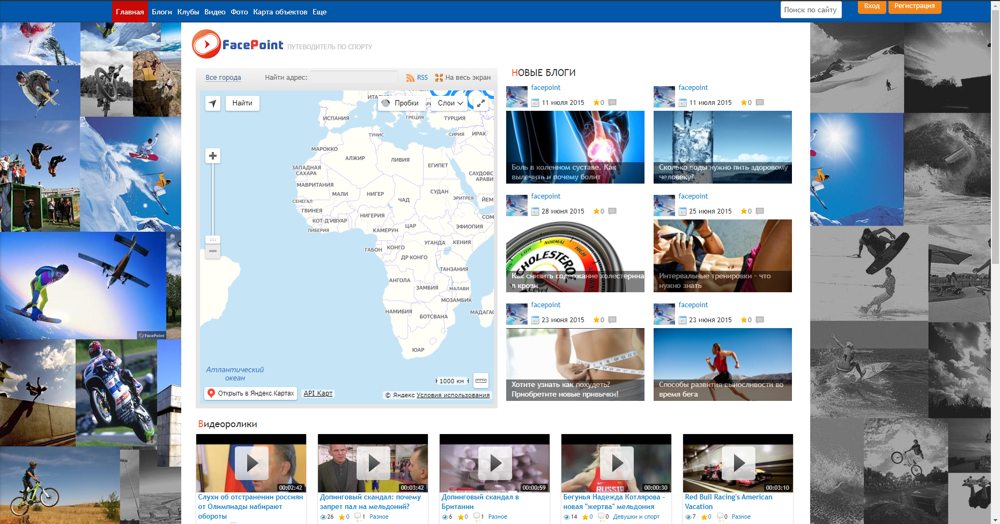 Главная Блоги Клубы Видео Фото Карта объектов Еще
Поиск по сайту
Вход
Регистрация
FacePoint ПУТЕВОДИТЕЛЬ ПО СПОРТУ
Все города
Найти адрес:
RSS
На весь экран
Найти
Пробки
Слои
ИСПАНИЯ
ГРЕЦИЯ
ТУРЦИЯ
ТУНИС
СИРИЯ
ИРАК
МАРОККО
АЛЖИР
ЛИВИЯ
ЕГИПЕТ
ЗАПАДНАЯ
САХАРА
САУДОВС
АРАВИ
МАВРИТАНИЯ
МАЛИ
НИГЕР
ЧАД
СУДАН
ЭРИТРЕЯ
ЙЕМ
СЕНЕГАЛ
ГВИНЕЯ
КОТ-Д'ИВУАР
НИГЕРИЯ
СОМ
ЛИБЕРИЯ
КАМЕРУН
ЦАР
ЭФИОПИЯ
ГАБОН
КОНГО
УГАНДА
КЕНИЯ
ДР КОНГО
ТАНЗАНИЯ
АНГОЛА
ЗАМБИЯ
МАЛАВИ
МОЗАМБИК
НАМИБИЯ
БОТСВАНА
МАДАГАС
ЮАР
Атлантический
океан
1000 км
Открыть в Яндекс.Картах
API Карт
© Яндекс Условия использования
НОВЫЕ БЛОГИ
facepoint
11 июля 2015 0
Боль в коленном суставе. Как
вылечить и почему болит
facepoint
11 июля 2015 0
Сколько воды нужно пить здоровому
человеку?
facepoint
28 июня 2015 0
LOW NORMAL HIGH
CHOLESTEROL
Level
Как снизить содержание холестерина
в крови
facepoint
25 июня 2015 0
Интервальные тренировки - что
нужно знать
facepoint
23 июня 2015 0
Хотите узнать как похудеть?
Приобретите новые привычки!
facepoint
23 июня 2015 0
Способы развития выносливости во
время бега
FacePoint
Видеоролики
00:02:42
Слухи об отстранении россиян
от Олимпиады набирают
обороты
00:03:42
Допинговый скандал: почему
запрет пал на мельдоний?
26 0 1 Разное
00:00:59
Допинговый скандал в
Британии
6 0 1 Разное
RUSSIA
00:00:30
Бегунья Надежда Котлярова -
новая "жертва" мельдония
14 0 0 Девушки и спорт
00:03:10
Red Bull Racing's American
Vacation
7 0 0 Разное